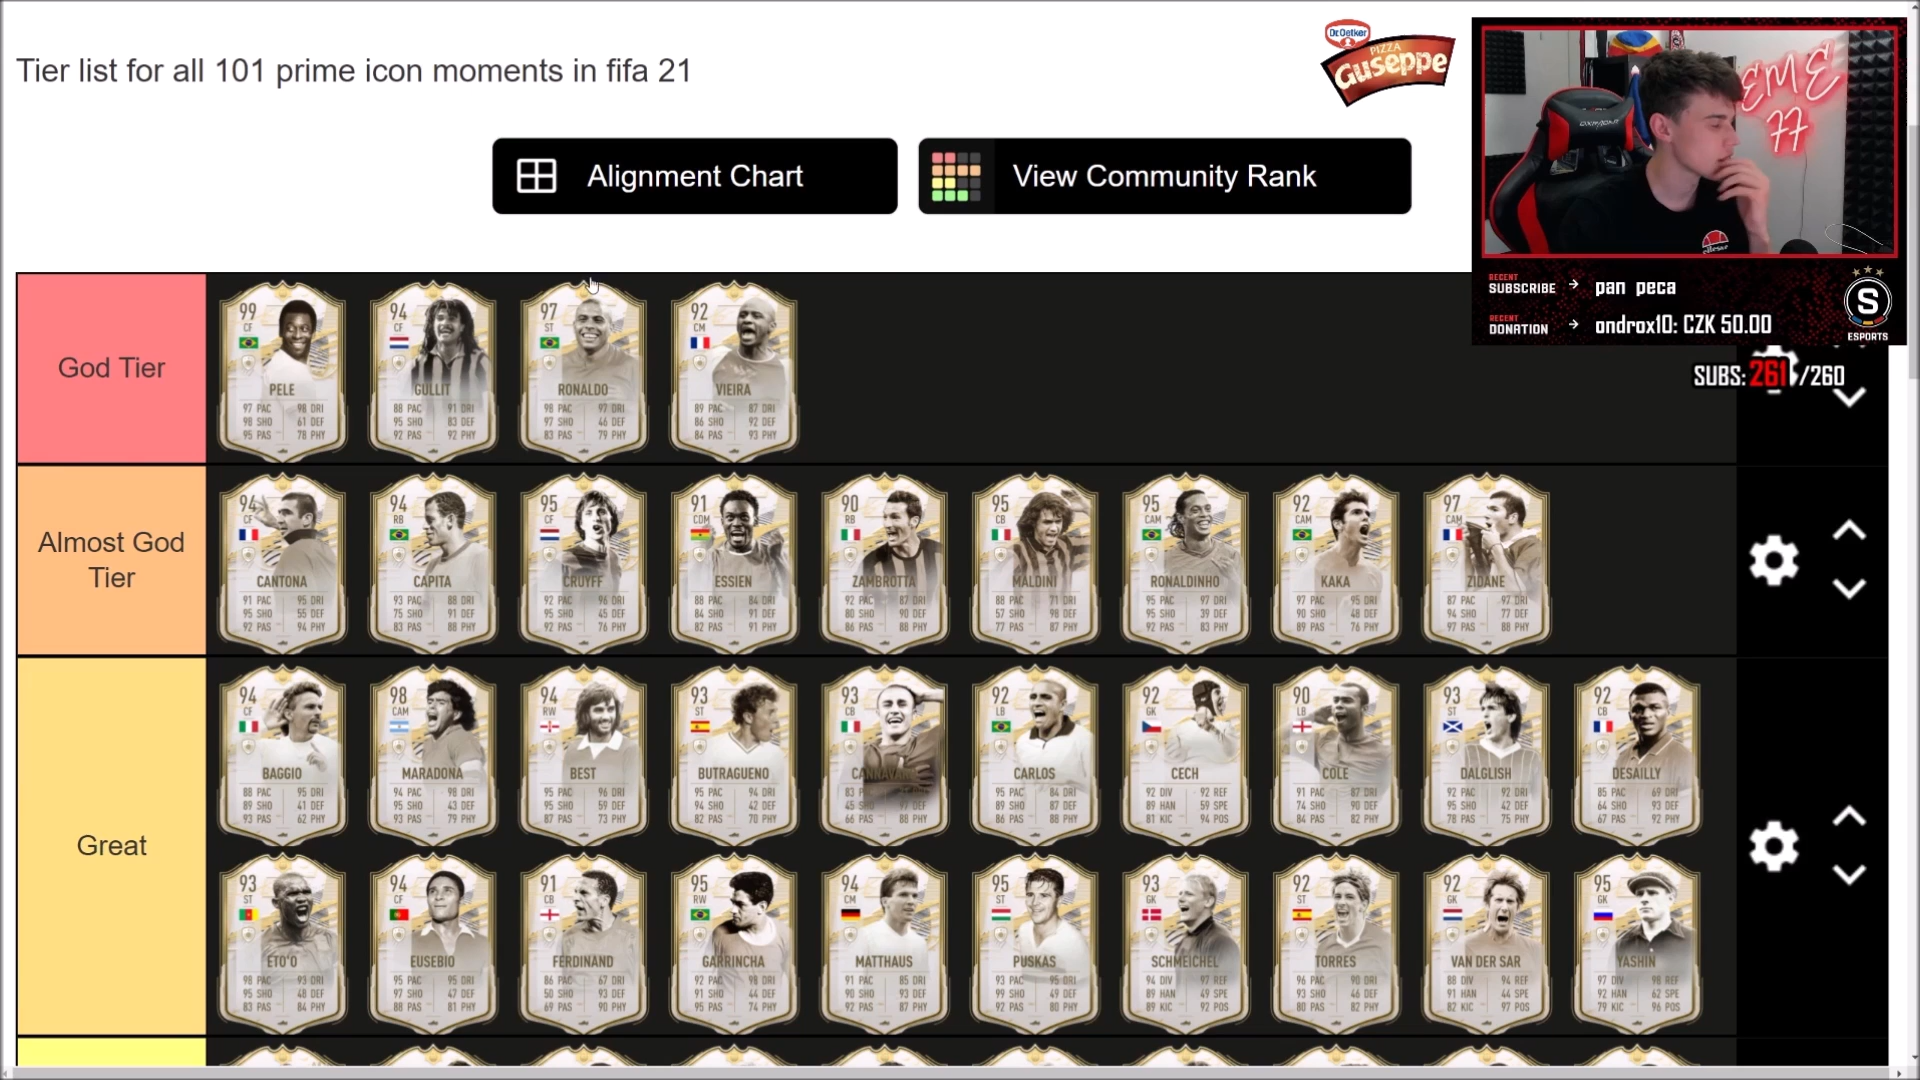 Tier list for all 101 prime icon moments in fifa 21
Dr.Oetker
PIZZA
Guseppe
Alignment Chart
View Community Rank
EME
77
RECENT
SUBSCRIBE → pan peca
RECENT
DONATION → ondrox10: CZK 50.00
S
ESPORTS
SUBS: 261/260
God Tier
99 CF PELE 97 PAC 98 DRI 98 SHO 61 DEF 95 PAS 78 PHY
94 CF GULLIT 88 PAC 91 DRI 95 SHO 83 DEF 92 PAS 92 PHY
97 ST RONALDO 98 PAC 97 DRI 97 SHO 46 DEF 83 PAS 79 PHY
92 CM VIEIRA 89 PAC 87 DRI 86 SHO 92 DEF 84 PAS 93 PHY
Almost God
Tier
94 CF CANTONA 91 PAC 95 DRI 95 SHO 55 DEF 92 PAS 94 PHY
94 RB CAPITA 93 PAC 88 DRI 75 SHO 91 DEF 83 PAS 88 PHY
95 CF CRUYFF 92 PAC 96 DRI 95 SHO 45 DEF 92 PAS 76 PHY
91 CDM ESSIEN 88 PAC 84 DRI 84 SHO 91 DEF 82 PAS 91 PHY
90 RB ZAMBROTTA 92 PAC 87 DRI 80 SHO 90 DEF 86 PAS 88 PHY
95 CB MALDINI 88 PAC 71 DRI 57 SHO 98 DEF 77 PAS 87 PHY
95 CAM RONALDINHO 95 PAC 97 DRI 95 SHO 39 DEF 92 PAS 83 PHY
92 CAM KAKA 97 PAC 95 DRI 90 SHO 48 DEF 89 PAS 76 PHY
97 CAM ZIDANE 87 PAC 97 DRI 94 SHO 77 DEF 97 PAS 88 PHY
Great
94 CF BAGGIO 88 PAC 95 DRI 89 SHO 41 DEF 93 PAS 62 PHY
98 CAM MARADONA 94 PAC 98 DRI 95 SHO 43 DEF 93 PAS 79 PHY
94 RW BEST 95 PAC 96 DRI 95 SHO 59 DEF 87 PAS 73 PHY
93 ST BUTRAGUENO 95 PAC 94 DRI 94 SHO 42 DEF 82 PAS 70 PHY
93 CB 66 PAS 88 PHY
92 LB CARLOS 95 PAC 84 DRI 89 SHO 87 DEF 86 PAS 88 PHY
92 GK CECH 92 DIV 92 REF 89 HAN 59 SPE 81 KIC 94 POS
90 LB COLE 91 PAC 87 DRI 74 SHO 90 DEF 84 PAS 82 PHY
93 ST DALGLISH 92 PAC 92 DRI 95 SHO 42 DEF 78 PAS 75 PHY
92 CB DESAILLY 85 PAC 69 DRI 64 SHO 93 DEF 67 PAS 92 PHY
93 ST ETO'O 98 PAC 93 DRI 95 SHO 48 DEF 83 PAS 84 PHY
94 CF EUSEBIO 95 PAC 95 DRI 97 SHO 47 DEF 88 PAS 81 PHY
91 CB FERDINAND 86 PAC 67 DRI 50 SHO 93 DEF 69 PAS 90 PHY
95 RW GARRINCHA 92 PAC 98 DRI 91 SHO 44 DEF 95 PAS 74 PHY
94 CM MATTHAUS 91 PAC 85 DRI 90 SHO 93 DEF 92 PAS 87 PHY
95 ST PUSKAS 93 PAC 95 DRI 99 SHO 49 DEF 92 PAS 80 PHY
93 GK SCHMEICHEL 94 DIV 97 REF 89 HAN 49 SPE 89 KIC 92 POS
92 ST TORRES 96 PAC 90 DRI 93 SHO 46 DEF 80 PAS 82 PHY
92 GK VAN DER SAR 88 DIV 94 REF 91 HAN 44 SPE 82 KIC 97 POS
95 GK YASHIN 97 DIV 98 REF 92 HAN 62 SPE 79 KIC 96 POS